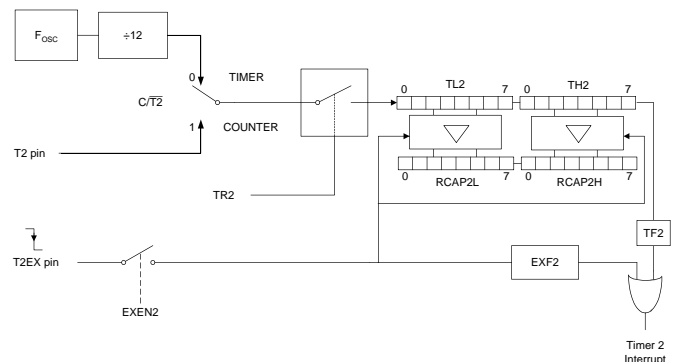 FOSC
÷12
0
TIMER
C/T2
1
COUNTER
T2 pin
TR2
0
TL2
7
0
TH2
7
0
RCAP2L
7
0
RCAP2H
7
TF2
T2EX pin
EXEN2
EXF2
Timer 2
Interrupt